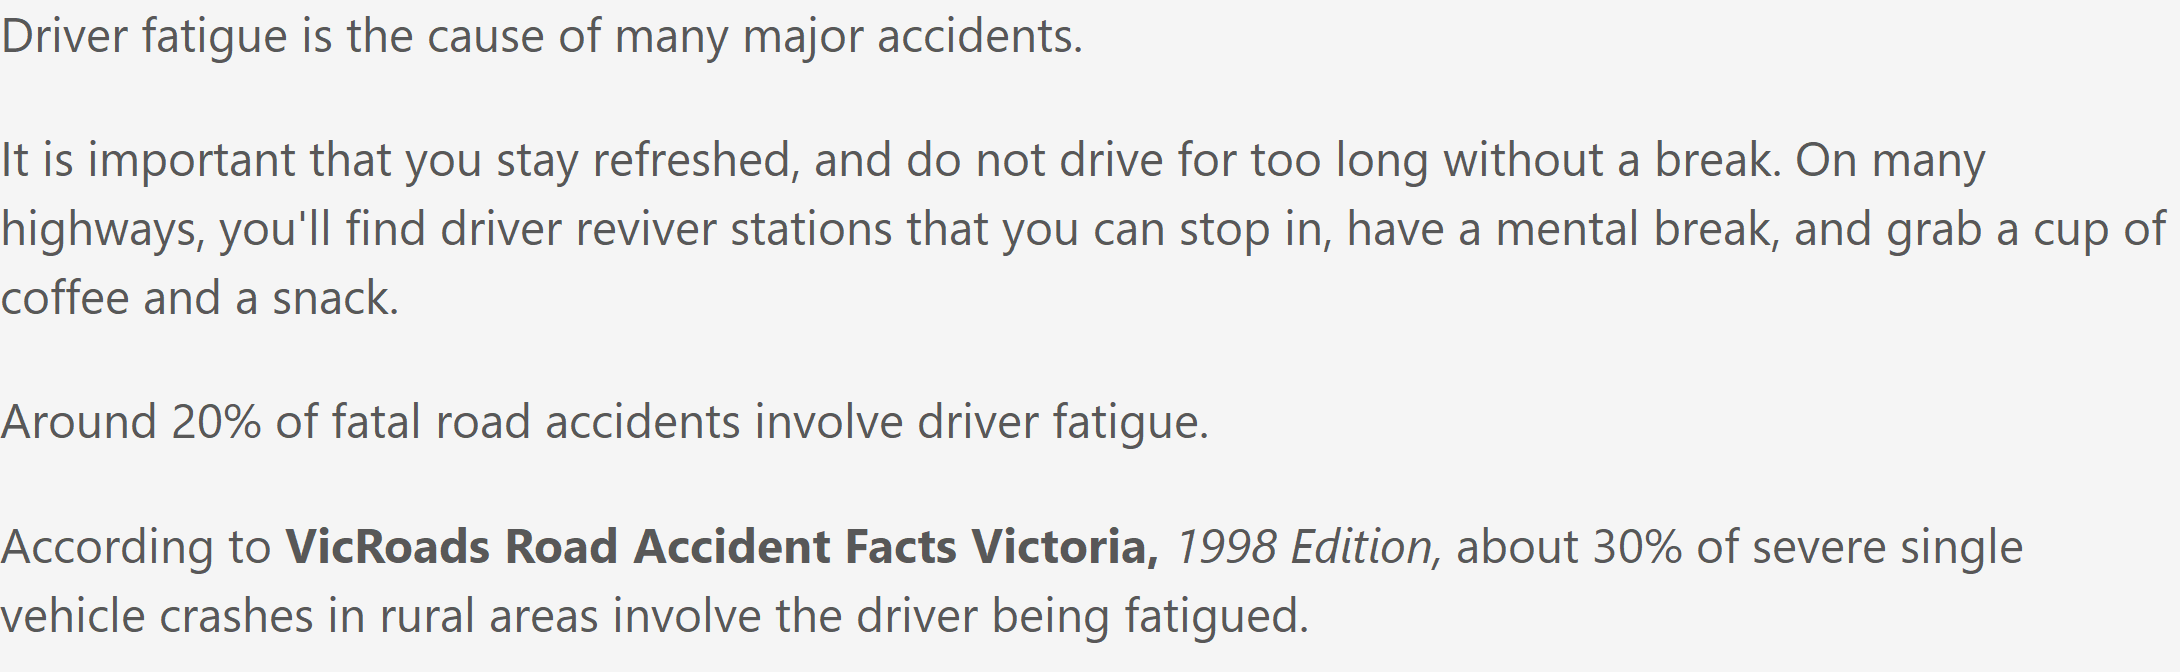 Driver fatigue is the cause of many major accidents.
It is important that you stay refreshed, and do not drive for too long without a break. On many
highways, you'll find driver reviver stations that you can stop in, have a mental break, and grab a cup of
coffee and a snack.
Around 20% of fatal road accidents involve driver fatigue.
According to VicRoads Road Accident Facts Victoria, 1998 Edition, about 30% of severe single
vehicle crashes in rural areas involve the driver being fatigued.